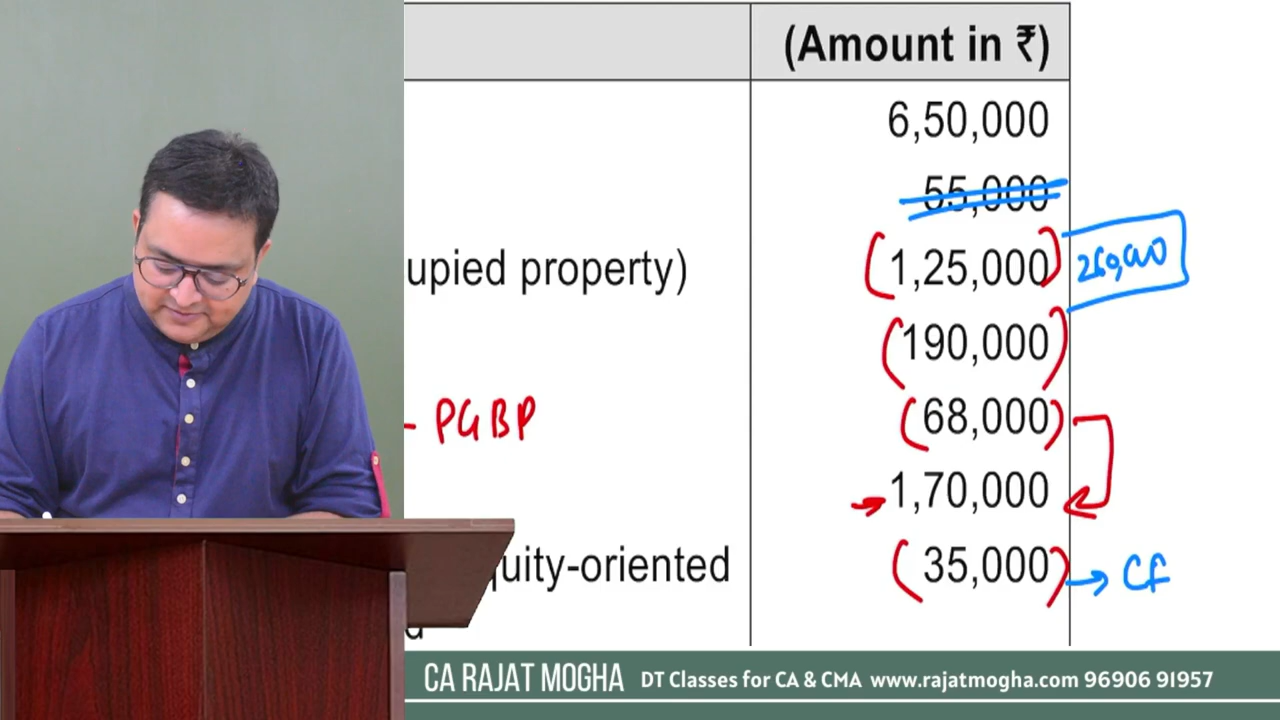 (Amount in ₹)
6,50,000
55,000
upied property) (1,25,000)
(190,000)
- PGBP (68,000)
→ 1,70,000
quity-oriented (35,000) → CF
CA RAJAT MOGHA DT Classes for CA & CMA www.rajatmogha.com 96906 91957